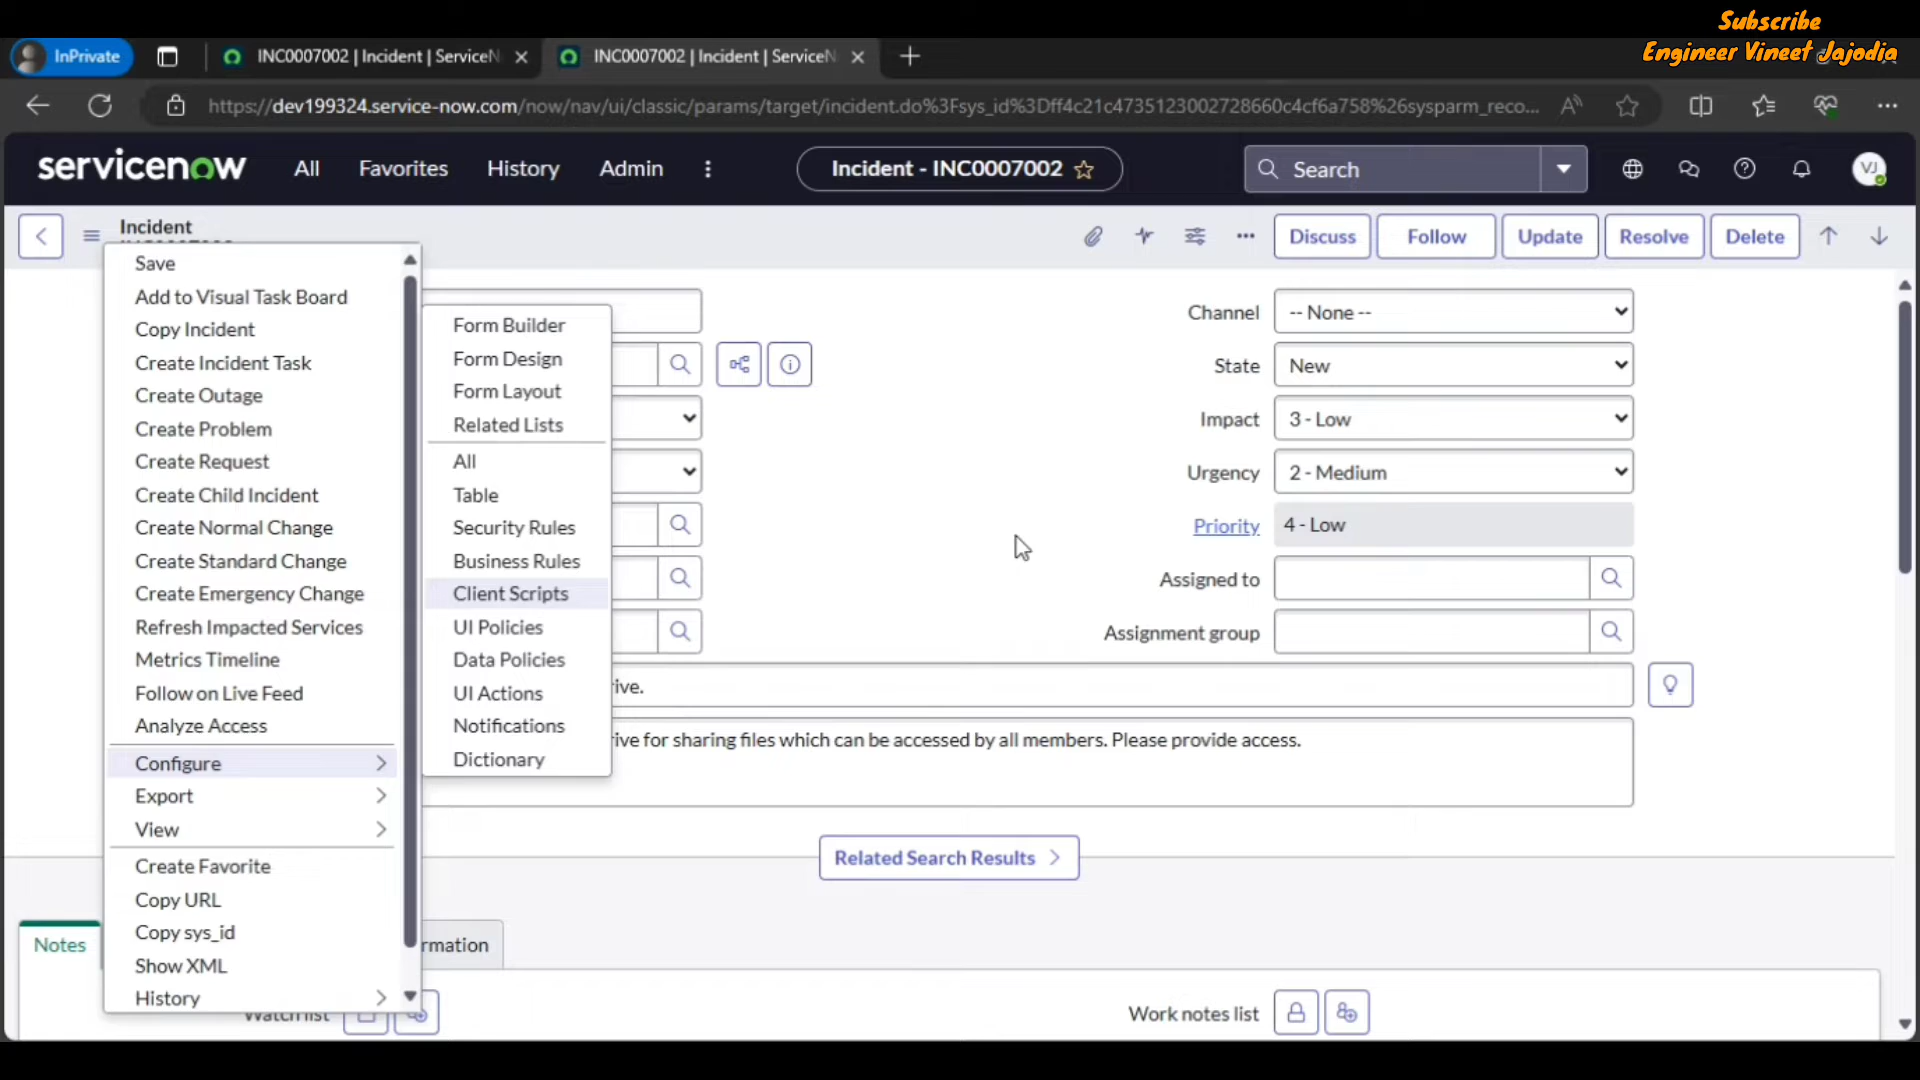 Subscribe
Engineer Vineet Jajodia
InPrivate
INC0007002 | Incident | ServiceN
INC0007002 | Incident | ServiceN
https://dev199324.service-now.com/now/nav/ui/classic/params/target/incident.do%3Fsys_id%3Dff4c21c4735123002728660c4cf6a758%26sysparm_reco...
servicenow
All
Favorites
History
Admin
Incident - INC0007002
Search
VJ
Incident
Discuss
Follow
Update
Resolve
Delete
Save
Add to Visual Task Board
Copy Incident
Create Incident Task
Create Outage
Create Problem
Create Request
Create Child Incident
Create Normal Change
Create Standard Change
Create Emergency Change
Refresh Impacted Services
Metrics Timeline
Follow on Live Feed
Analyze Access
Configure
Export
View
Create Favorite
Copy URL
Copy sys_id
Show XML
History
Form Builder
Form Design
Form Layout
Related Lists
All
Table
Security Rules
Business Rules
Client Scripts
UI Policies
Data Policies
UI Actions
Notifications
Dictionary
Channel
-- None --
State
New
Impact
3 - Low
Urgency
2 - Medium
Priority
4 - Low
Assigned to
Assignment group
ive.
ive for sharing files which can be accessed by all members. Please provide access.
Related Search Results
Notes
rmation
Watch list
Work notes list